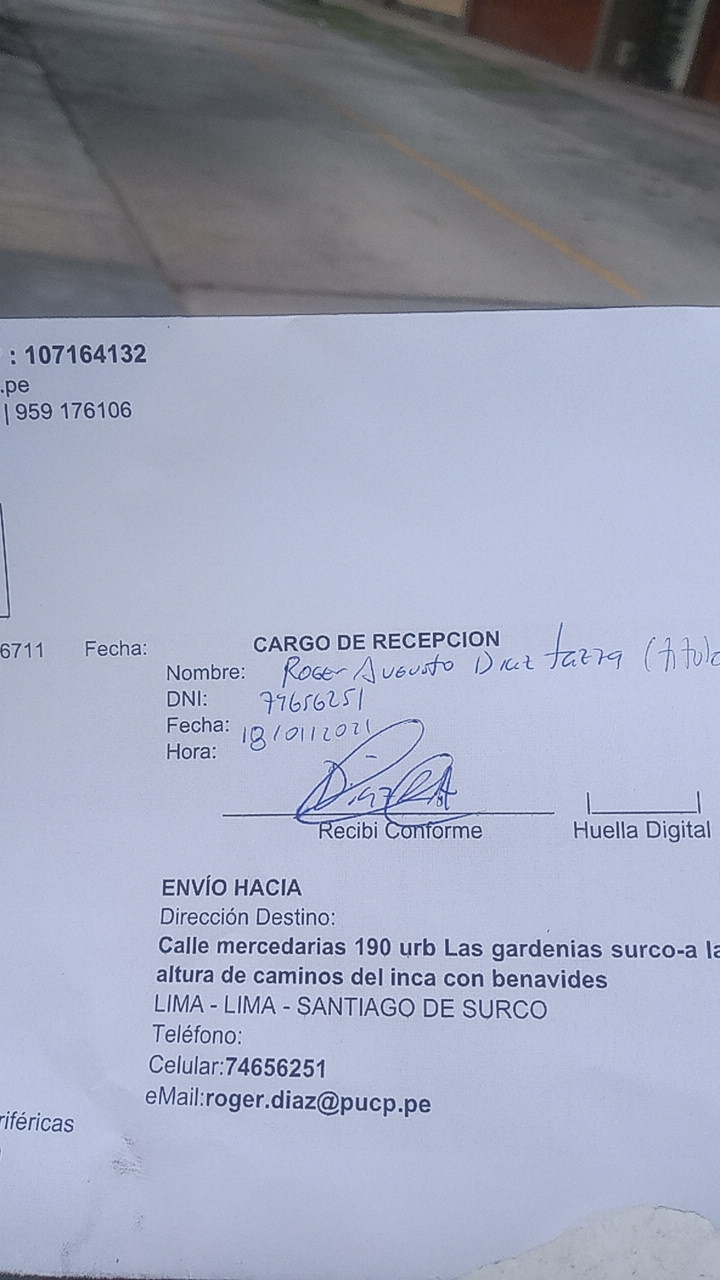 : 107164132
.pe
| 959 176106
6711 Fecha:
CARGO DE RECEPCION
Nombre: Roger Augusto Diaz
DNI:
Fecha: 18/01/2021
Hora:
Recibi Conforme
Huella Digital
ENVÍO HACIA
Dirección Destino:
Calle mercedarias 190 urb Las gardenias surco-a la
altura de caminos del inca con benavides
LIMA - LIMA - SANTIAGO DE SURCO
Teléfono:
Celular:74656251
eMail:roger.diaz@pucp.pe
riféricas